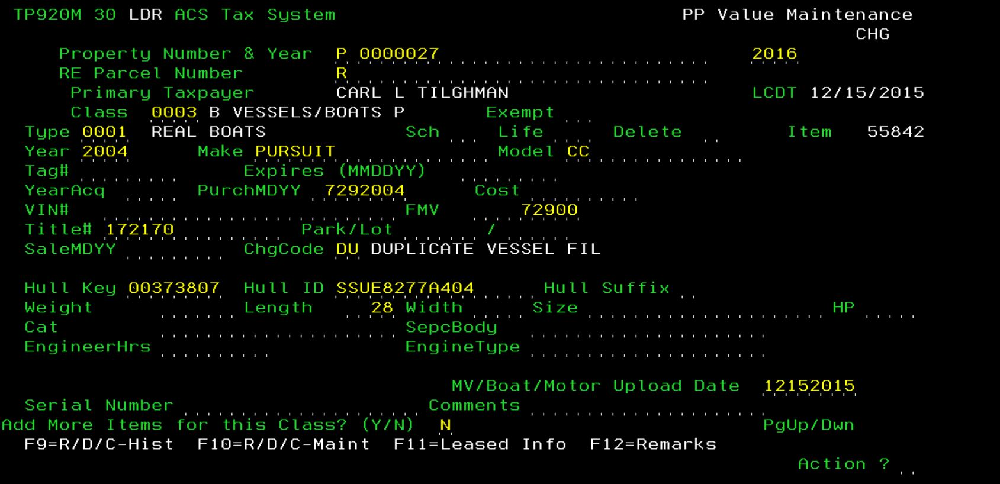 TP920M 30 LDR ACS Tax System PP Value Maintenance
CHG
Property Number & Year P 0000027 2016
RE Parcel Number R
Primary Taxpayer CARL L TILGHMAN LCDT 12/15/2015
Class 0003 B VESSELS/BOATS P Exempt
Type 0001 REAL BOATS Sch Life Delete Item 55842
Year 2004 Make PURSUIT Model CC
Tag# Expires (MMDDYY)
YearAcq PurchMDYY 7292004 Cost
VIN# FMV 72900
Title# 172170 Park/Lot /
SaleMDYY ChgCode DU DUPLICATE VESSEL FIL
Hull Key 00373807 Hull ID SSUE8277A404 Hull Suffix
Weight Length 28 Width Size HP
Cat SepcBody
EngineerHrs EngineType
MV/Boat/Motor Upload Date 12152015
Serial Number Comments
Add More Items for this Class? (Y/N) N PgUp/Dwn
F9=R/D/C-Hist F10=R/D/C-Maint F11=Leased Info F12=Remarks
Action ?